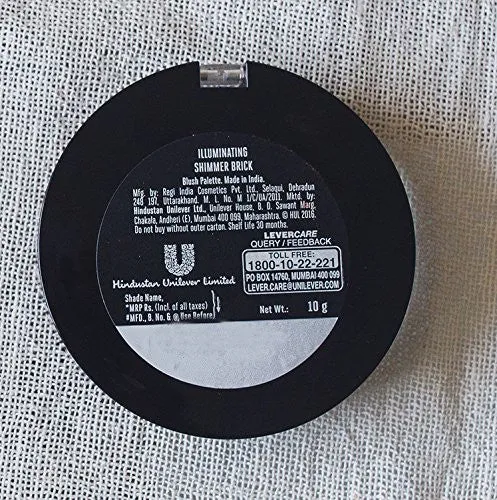 ILLUMINATING
SHIMMER BRICK
Blush Palette. Made in India.
Mfg. by: Regi India Cosmetics Pvt. Ltd., Selaqui, Dehradun
248 197, Uttarakhand. M. L. No. M 1/C/OA/2011. Mktd. by:
Hindustan Unilever Ltd., Unilever House, B. D. Sawant Marg,
Chakala, Andheri (E), Mumbai 400 099, Maharashtra. © HUL 2016.
Do not buy without outer carton. Shelf Life 30 months.
LEVERCARE
QUERY / FEEDBACK
TOLL FREE:
1800-10-22-221
PO BOX 14760, MUMBAI 400 099
LEVER.CARE@UNILEVER.COM
Hindustan Unilever Limited
Shade Name,
*MRP Rs. (Incl. of all taxes)
#MFD., B. No. & @ Use Before
Net Wt.: 10 g